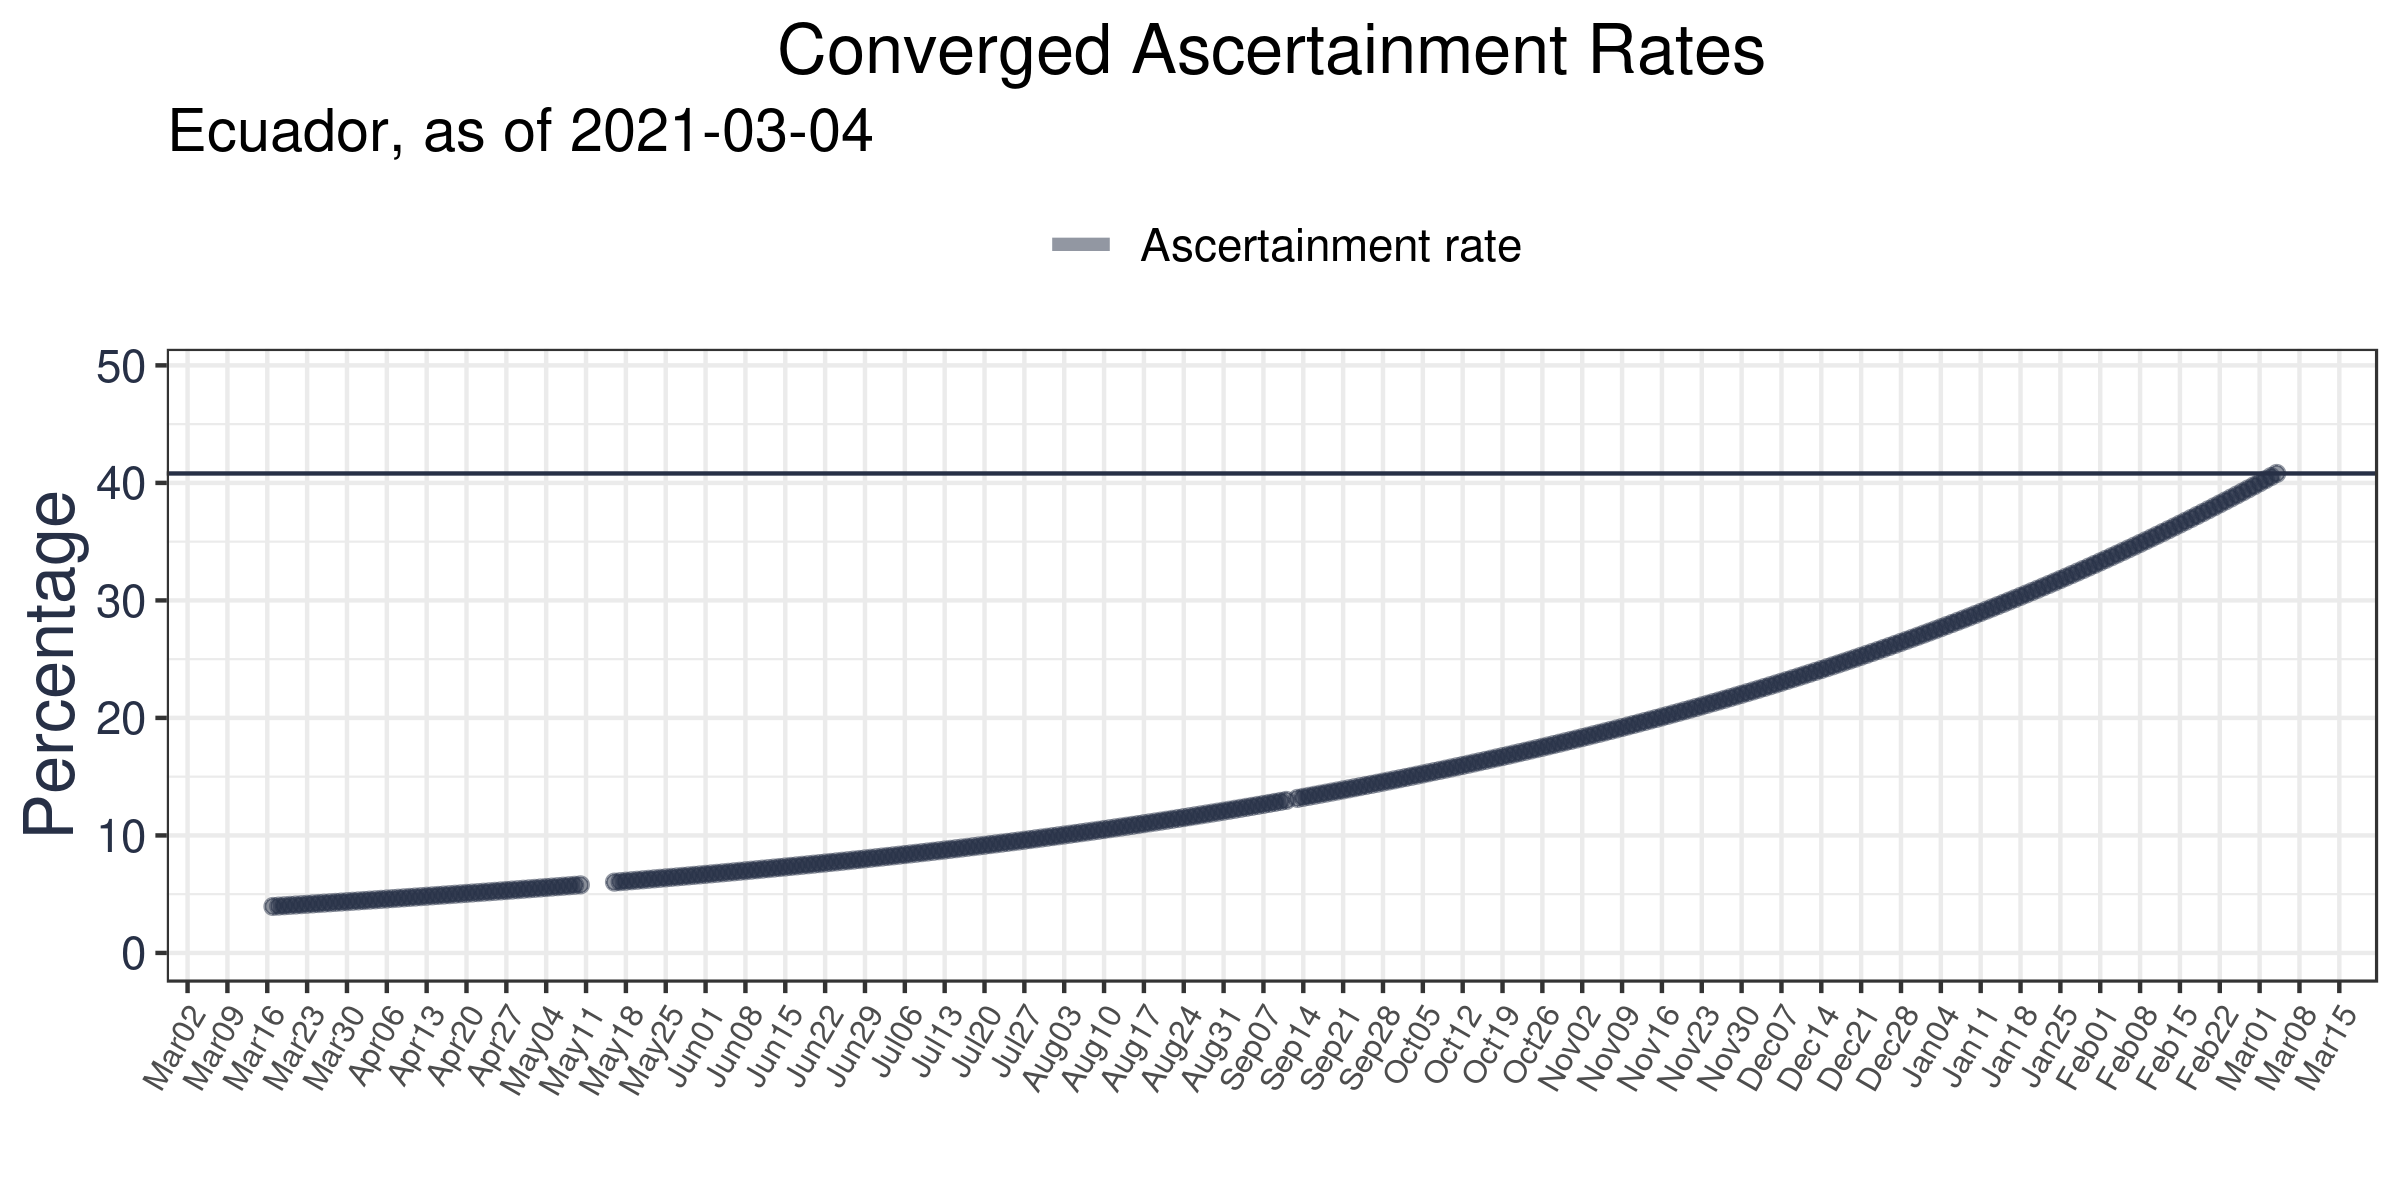 Converged Ascertainment Rates
Ecuador, as of 2021-03-04
Ascertainment rate
Percentage
50
40
30
20
10
0
Mar02
Mar09
Mar16
Mar23
Mar30
Apr06
Apr13
Apr20
Apr27
May04
May11
May18
May25
Jun01
Jun08
Jun15
Jun22
Jun29
Jul06
Jul13
Jul20
Jul27
Aug03
Aug10
Aug17
Aug24
Aug31
Sep07
Sep14
Sep21
Sep28
Oct05
Oct12
Oct19
Oct26
Nov02
Nov09
Nov16
Nov23
Nov30
Dec07
Dec14
Dec21
Dec28
Jan04
Jan11
Jan18
Jan25
Feb01
Feb08
Feb15
Feb22
Mar01
Mar08
Mar15